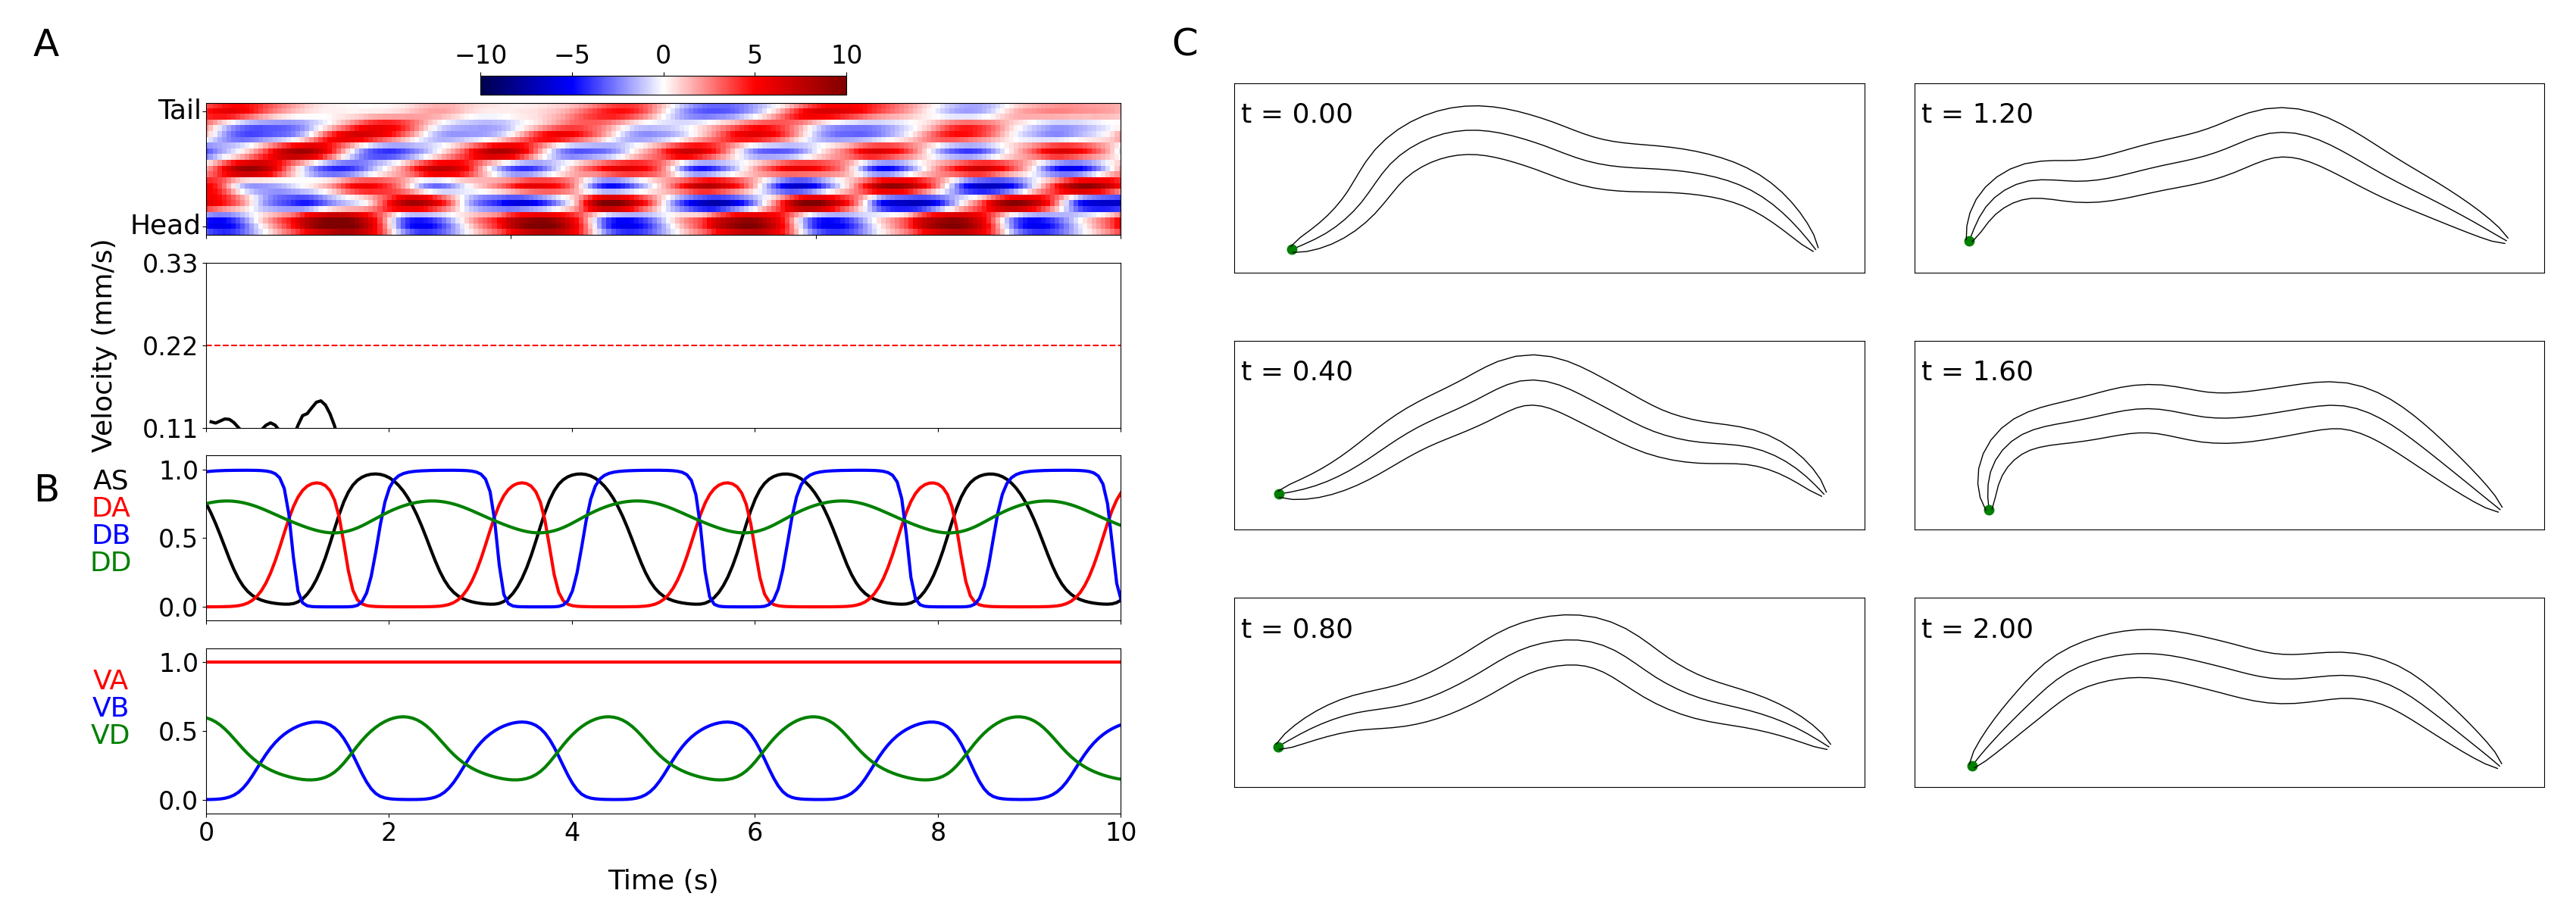 A
−10 −5 0 5 10
Tail
Head
Velocity (mm/s)
0.33
0.22
0.11
B
AS
DA
DB
DD
1.0
0.5
0.0
VA
VB
VD
1.0
0.5
0.0
0 2 4 6 8 10
Time (s)
C
t = 0.00
t = 1.20
t = 0.40
t = 1.60
t = 0.80
t = 2.00